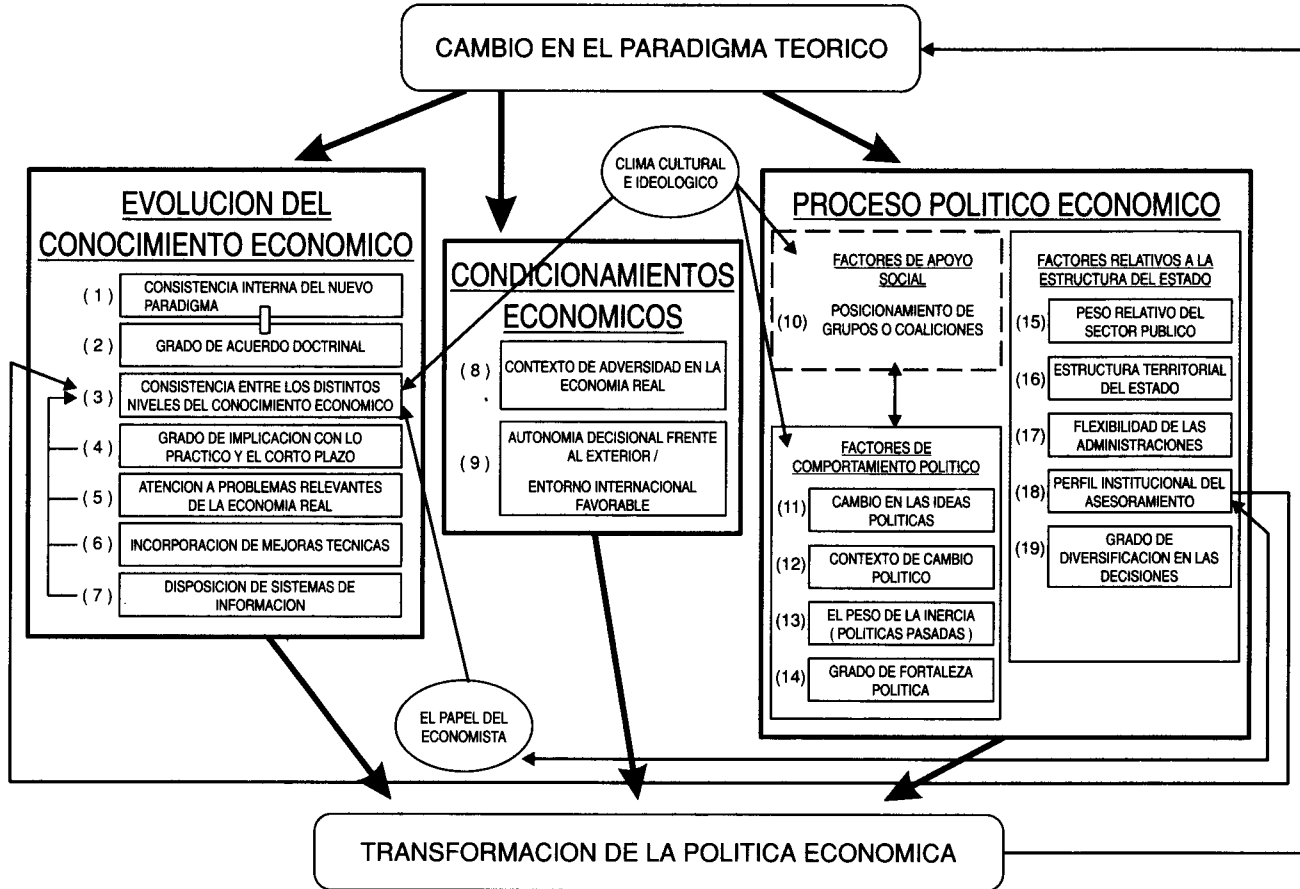 CAMBIO EN EL PARADIGMA TEORICO
CLIMA CULTURAL
E IDEOLOGICO
EVOLUCION DEL
CONOCIMIENTO ECONOMICO
(1) CONSISTENCIA INTERNA DEL NUEVO
PARADIGMA
(2) GRADO DE ACUERDO DOCTRINAL
(3) CONSISTENCIA ENTRE LOS DISTINTOS
NIVELES DEL CONOCIMIENTO ECONOMICO
(4) GRADO DE IMPLICACION CON LO
PRACTICO Y EL CORTO PLAZO
(5) ATENCION A PROBLEMAS RELEVANTES
DE LA ECONOMIA REAL
(6) INCORPORACION DE MEJORAS TECNICAS
(7) DISPOSICION DE SISTEMAS DE
INFORMACION
CONDICIONAMIENTOS
ECONOMICOS
(8) CONTEXTO DE ADVERSIDAD EN LA
ECONOMIA REAL
(9) AUTONOMIA DECISIONAL FRENTE
AL EXTERIOR /
ENTORNO INTERNACIONAL
FAVORABLE
PROCESO POLITICO ECONOMICO
FACTORES DE APOYO
SOCIAL
(10) POSICIONAMIENTO DE
GRUPOS O COALICIONES
FACTORES DE
COMPORTAMIENTO POLITICO
(11) CAMBIO EN LAS IDEAS
POLITICAS
(12) CONTEXTO DE CAMBIO
POLITICO
(13) EL PESO DE LA INERCIA
( POLITICAS PASADAS )
(14) GRADO DE FORTALEZA
POLITICA
FACTORES RELATIVOS A LA
ESTRUCTURA DEL ESTADO
(15) PESO RELATIVO DEL
SECTOR PUBLICO
(16) ESTRUCTURA TERRITORIAL
DEL ESTADO
(17) FLEXIBILIDAD DE LAS
ADMINISTRACIONES
(18) PERFIL INSTITUCIONAL DEL
ASESORAMIENTO
(19) GRADO DE
DIVERSIFICACION EN LAS
DECISIONES
EL PAPEL DEL
ECONOMISTA
TRANSFORMACION DE LA POLITICA ECONOMICA